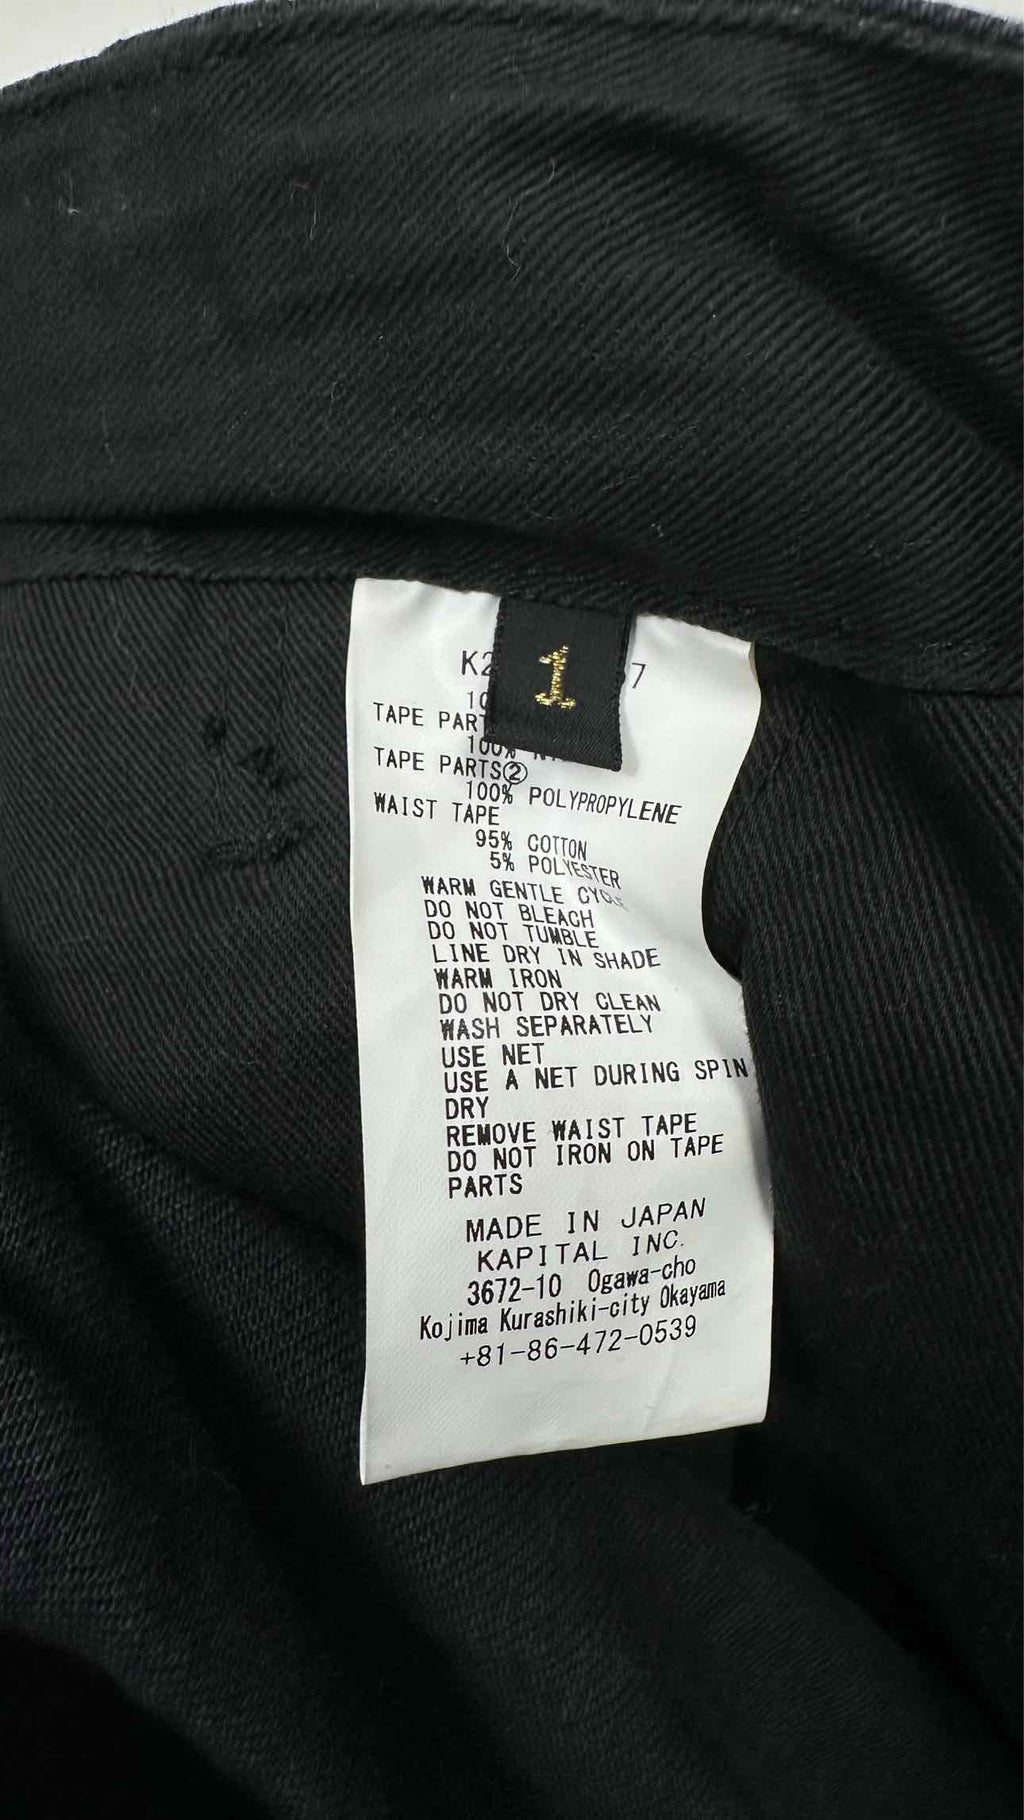 1
TAPE
100%
TAPE PARTS②
100% POLYPROPYLENE
WAIST TAPE
95% COTTON
5% POLYESTER
WARM GENTLE CYCLE
DO NOT BLEACH
DO NOT TUMBLE
LINE DRY IN SHADE
WARM IRON
DO NOT DRY CLEAN
WASH SEPARATELY
USE NET
USE A NET DURING SPIN
DRY
REMOVE WAIST TAPE
DO NOT IRON ON TAPE
PARTS
MADE IN JAPAN
KAPITAL INC.
3672-10 Ogawa-cho
Kojima Kurashiki-city Okayama
+81-86-472-0539